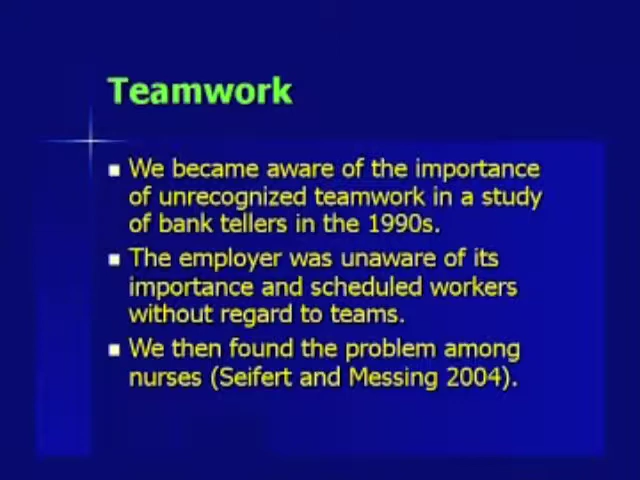 Teamwork
We became aware of the importance
of unrecognized teamwork in a study
of bank tellers in the 1990s.
The employer was unaware of its
importance and scheduled workers
without regard to teams.
We then found the problem among
nurses (Seifert and Messing 2004).